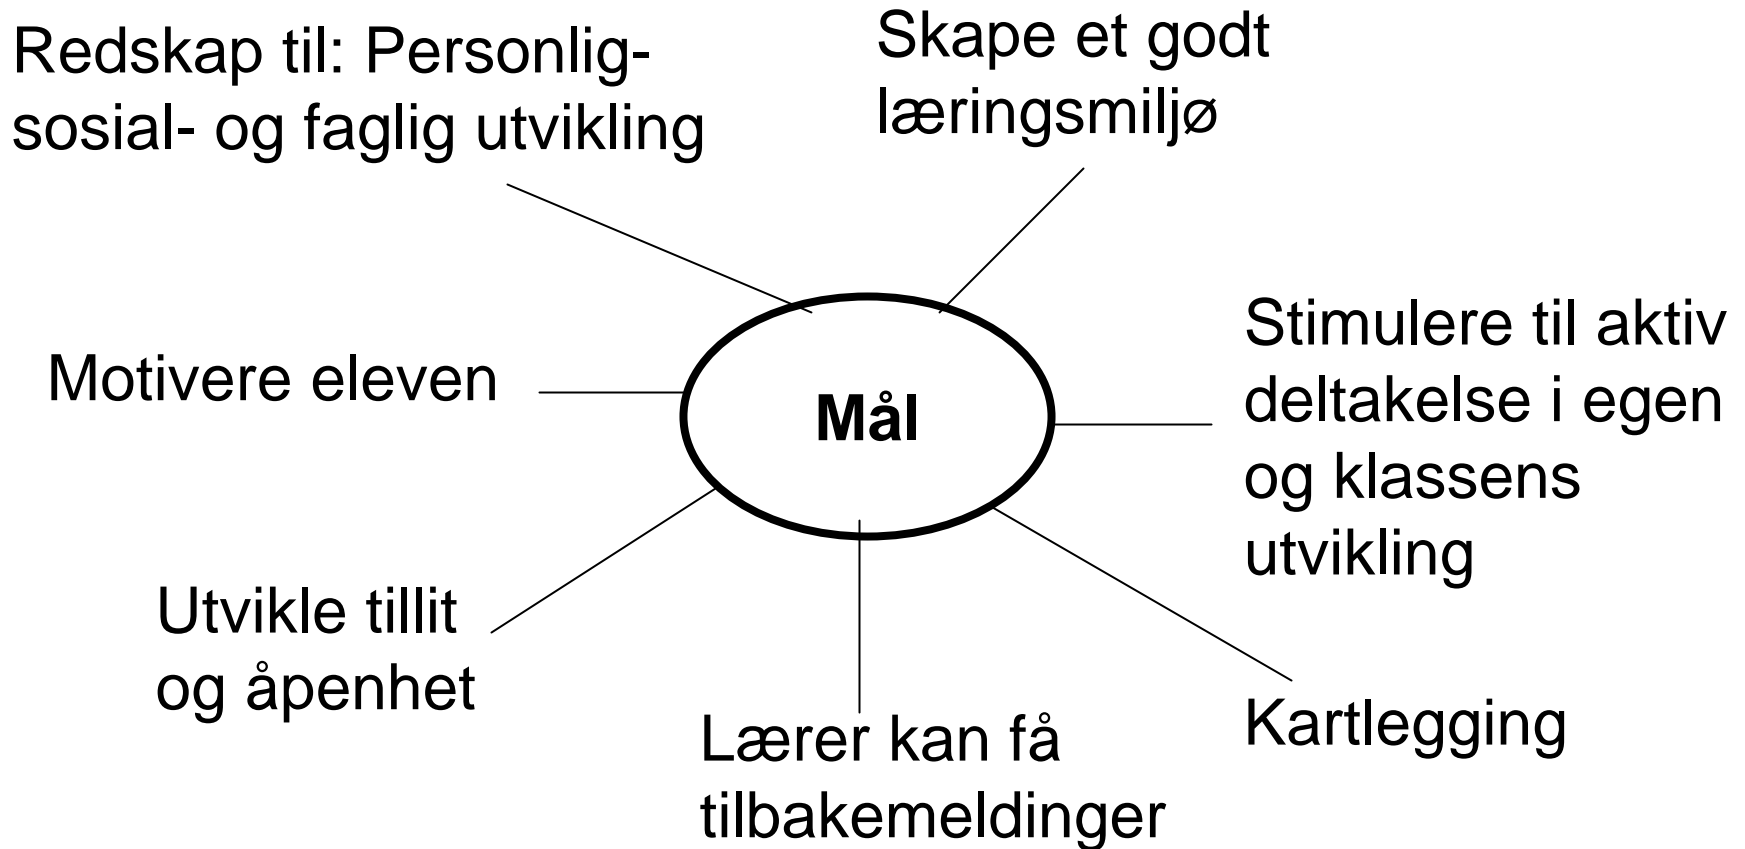 Redskap til: Personlig-
sosial- og faglig utvikling
Skape et godt
læringsmiljø
Motivere eleven
Mål
Stimulere til aktiv
deltakelse i egen
og klassens
utvikling
Utvikle tillit
og åpenhet
Lærer kan få
tilbakemeldinger
Kartlegging